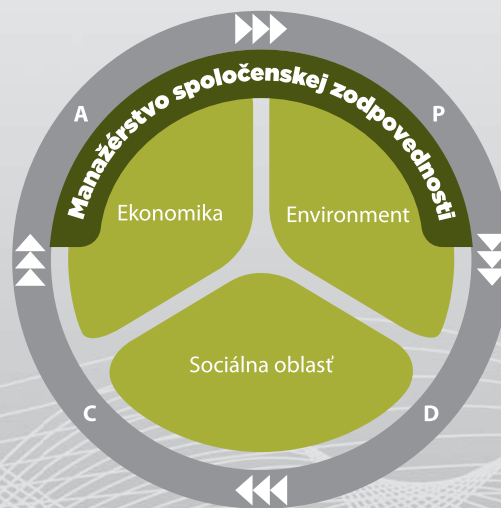 Manažérstvo spoločenskej zodpovednosti
A
P
Ekonomika
Environment
Sociálna oblasť
C
D